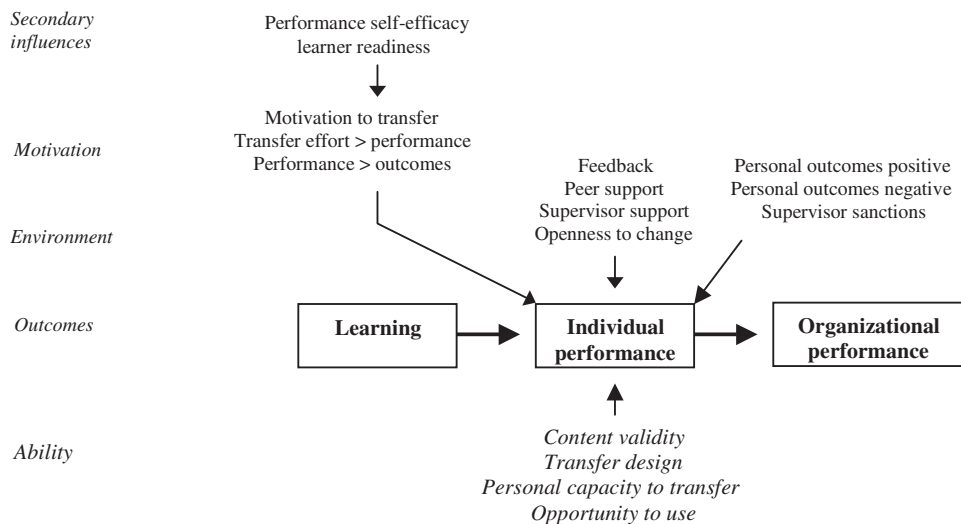 Secondary
influences
Performance self-efficacy
learner readiness
Motivation
Motivation to transfer
Transfer effort > performance
Performance > outcomes
Environment
Feedback
Peer support
Supervisor support
Openness to change
Personal outcomes positive
Personal outcomes negative
Supervisor sanctions
Outcomes
Learning
Individual
performance
Organizational
performance
Ability
Content validity
Transfer design
Personal capacity to transfer
Opportunity to use